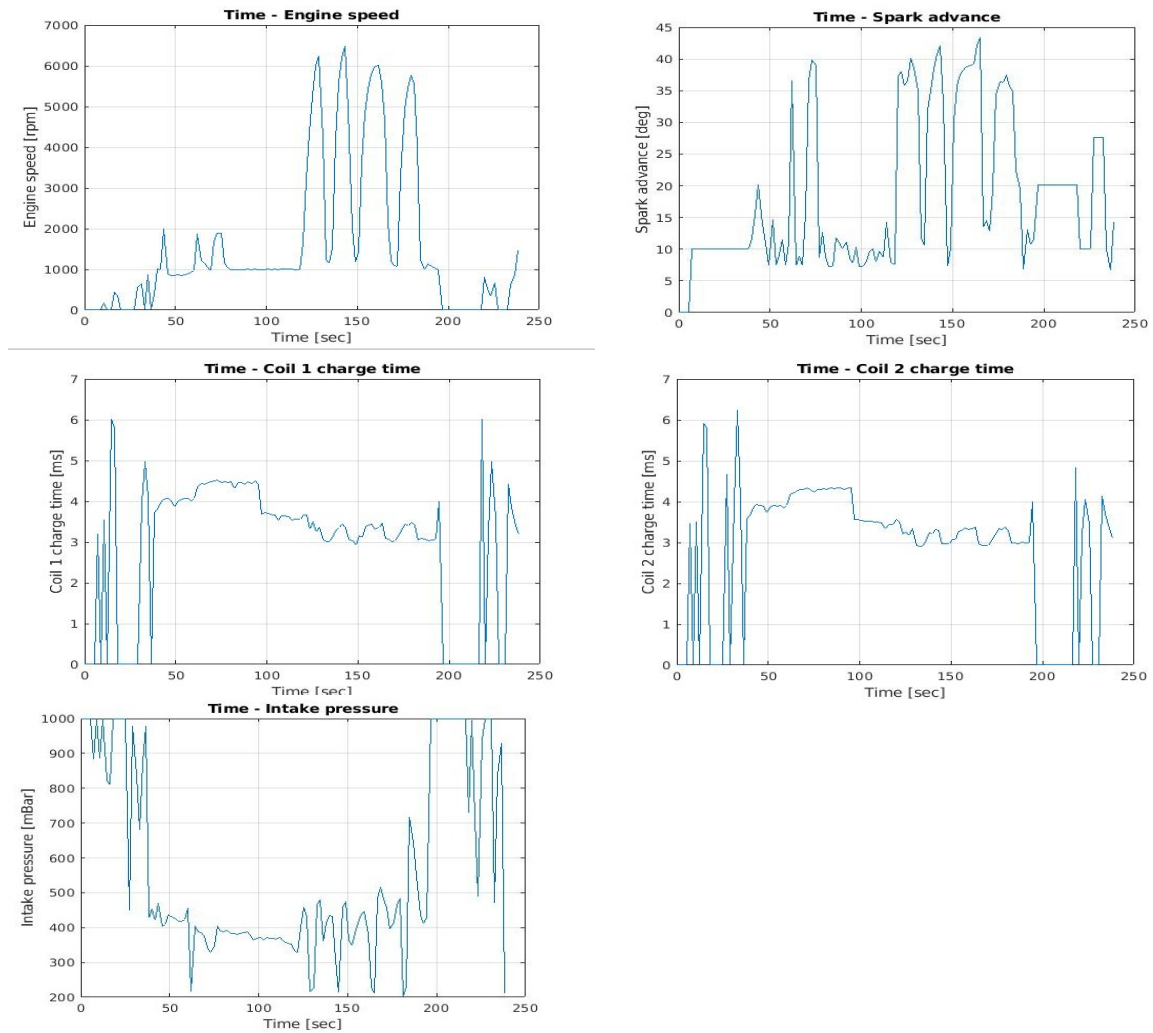 Time - Engine speed
Engine speed [rpm]
7000
6000
5000
4000
3000
2000
1000
0
0 50 100 150 200 250
Time [sec]
Time - Spark advance
Spark advance [deg]
45
40
35
30
25
20
15
10
5
0
0 50 100 150 200 250
Time [sec]
Time - Coil 1 charge time
Coil 1 charge time [ms]
7
6
5
4
3
2
1
0
0 50 100 150 200 250
Time [sec]
Time - Coil 2 charge time
Coil 2 charge time [ms]
7
6
5
4
3
2
1
0
0 50 100 150 200 250
Time [sec]
Time - Intake pressure
Intake pressure [mBar]
1000
900
800
700
600
500
400
300
200
0 50 100 150 200 250
Time [sec]